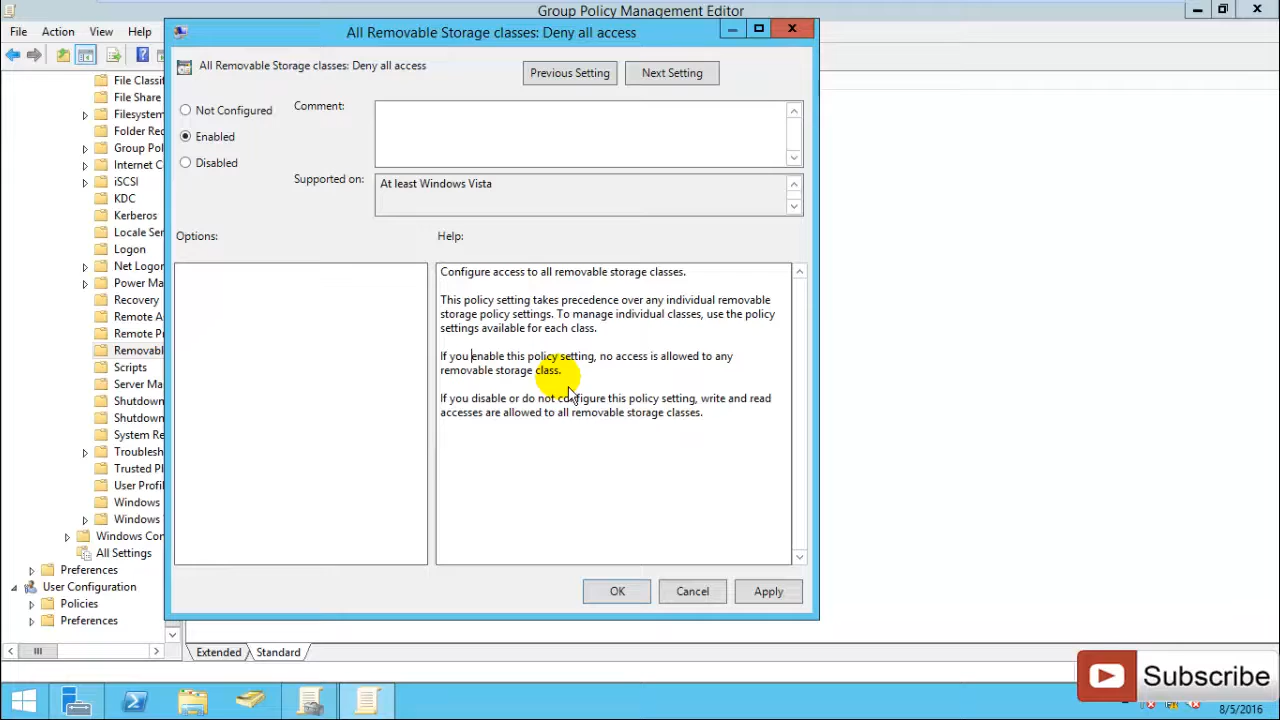 Group Policy Management Editor
File Action View Help
All Removable Storage classes: Deny all access
All Removable Storage classes: Deny all access
Previous Setting
Next Setting
Not Configured
Enabled
Disabled
Comment:
Supported on:
At least Windows Vista
Options:
Help:
Configure access to all removable storage classes.
This policy setting takes precedence over any individual removable
storage policy settings. To manage individual classes, use the policy
settings available for each class.
If you enable this policy setting, no access is allowed to any
removable storage class.
If you disable or do not configure this policy setting, write and read
accesses are allowed to all removable storage classes.
OK
Cancel
Apply
File Classif
File Share
Filesystem
Folder Red
Group Pol
Internet C
iSCSI
KDC
Kerberos
Locale Ser
Logon
Net Logon
Power Ma
Recovery
Remote A
Remote Pr
Removabl
Scripts
Server Ma
Shutdown
Shutdown
System Re
Troublesh
Trusted Pl
User Profil
Windows
Windows
Windows Con
All Settings
Preferences
User Configuration
Policies
Preferences
Extended
Standard
Subscribe
8/5/2016